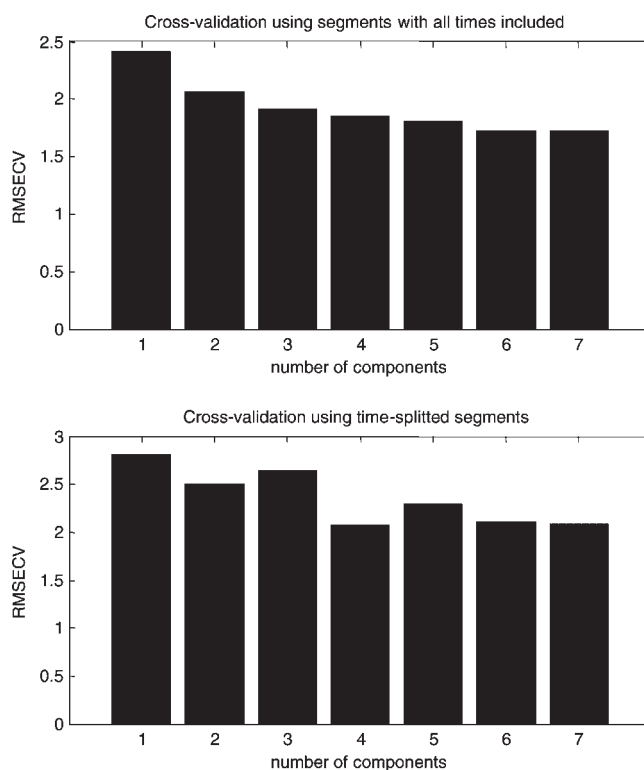 Cross-validation using segments with all times included
2.5
2
1.5
1
0.5
0
RMSECV
1 2 3 4 5 6 7
number of components
Cross-validation using time-splitted segments
3
2.5
2
1.5
1
0.5
0
RMSECV
1 2 3 4 5 6 7
number of components